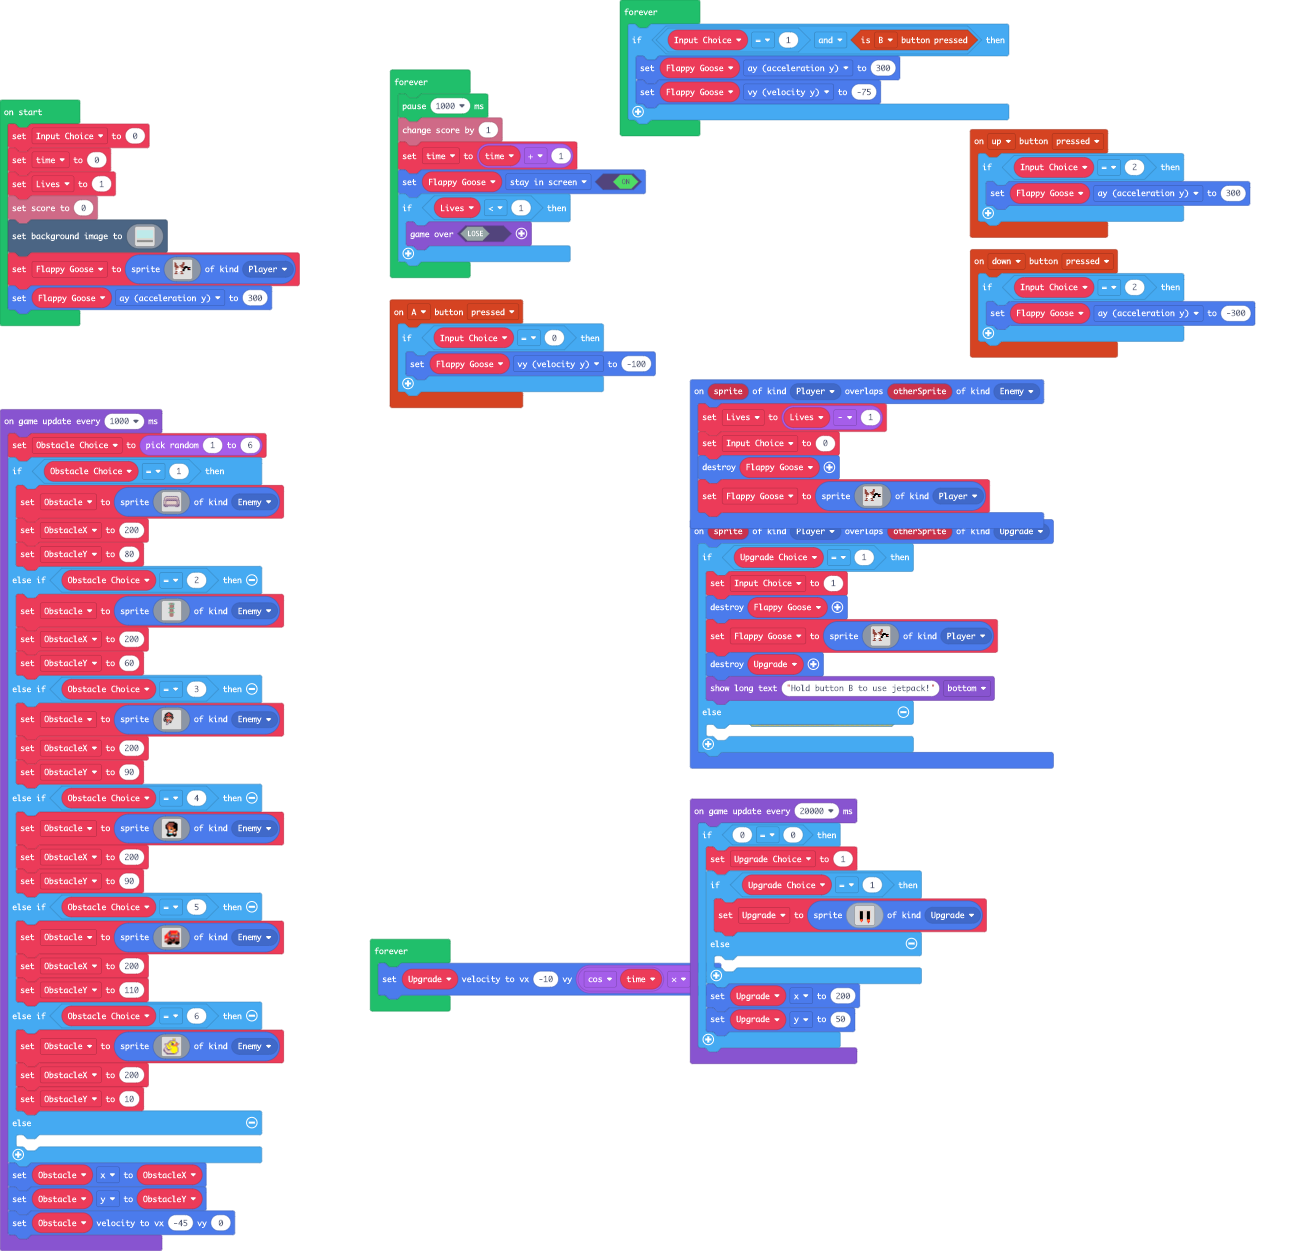 on start
set Input Choice to 0
set time to 0
set Lives to 1
set score to 0
set background image to
set Flappy Goose to sprite of kind Player
set Flappy Goose ay (acceleration y) to 300
forever
pause 1000 ms
change score by 1
set time to time + 1
set Flappy Goose stay in screen ON
if Lives < 1 then
game over LOSE
on A button pressed
if Input Choice = 0 then
set Flappy Goose vy (velocity y) to -100
forever
if Input Choice = 1 and is B button pressed then
set Flappy Goose ay (acceleration y) to 300
set Flappy Goose vy (velocity y) to -75
on up button pressed
if Input Choice = 2 then
set Flappy Goose ay (acceleration y) to 300
on down button pressed
if Input Choice = 2 then
set Flappy Goose ay (acceleration y) to -300
on game update every 1000 ms
set Obstacle Choice to pick random 1 to 6
if Obstacle Choice = 1 then
set Obstacle to sprite of kind Enemy
set ObstacleX to 200
set ObstacleY to 80
else if Obstacle Choice = 2 then
set Obstacle to sprite of kind Enemy
set ObstacleX to 200
set ObstacleY to 60
else if Obstacle Choice = 3 then
set Obstacle to sprite of kind Enemy
set ObstacleX to 200
set ObstacleY to 90
else if Obstacle Choice = 4 then
set Obstacle to sprite of kind Enemy
set ObstacleX to 200
set ObstacleY to 90
else if Obstacle Choice = 5 then
set Obstacle to sprite of kind Enemy
set ObstacleX to 200
set ObstacleY to 110
else if Obstacle Choice = 6 then
set Obstacle to sprite of kind Enemy
set ObstacleX to 200
set ObstacleY to 10
else
set Obstacle x to ObstacleX
set Obstacle y to ObstacleY
set Obstacle velocity to vx -45 vy 0
on sprite of kind Player overlaps otherSprite of kind Enemy
set Lives to Lives - 1
set Input Choice to 0
destroy Flappy Goose
set Flappy Goose to sprite of kind Player
on sprite of kind Player overlaps otherSprite of kind Upgrade
if Upgrade Choice = 1 then
set Input Choice to 1
destroy Flappy Goose
set Flappy Goose to sprite of kind Player
destroy Upgrade
show long text "Hold button B to use jetpack!" bottom
else
forever
set Upgrade velocity to vx -10 vy cos time x
on game update every 20000 ms
if 0 = 0 then
set Upgrade Choice to 1
if Upgrade Choice = 1 then
set Upgrade to sprite of kind Upgrade
else
set Upgrade x to 200
set Upgrade y to 50